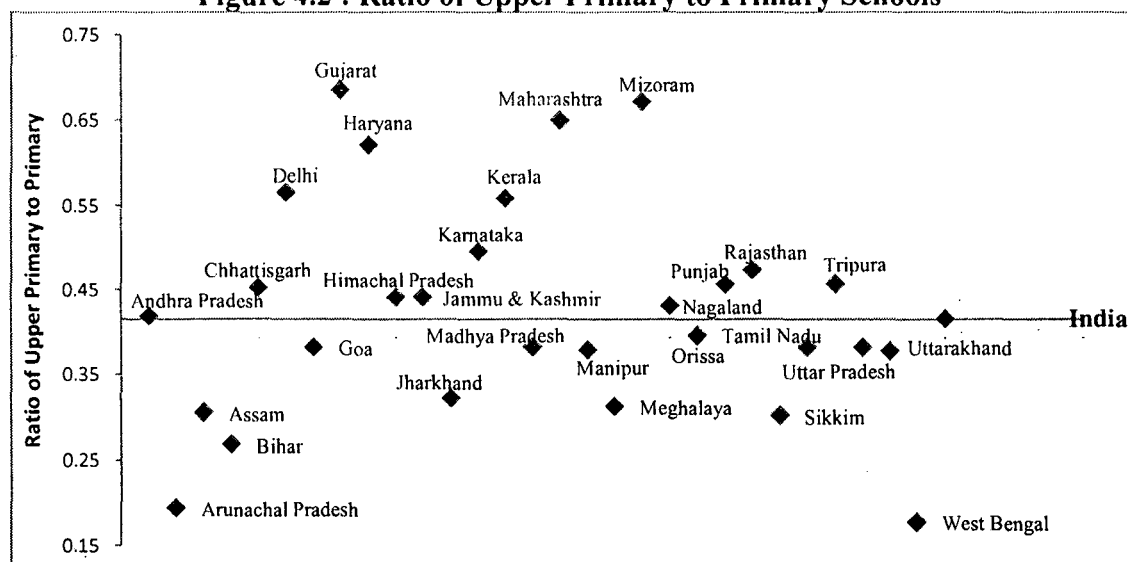 Figure 4.2 : Ratio of Upper Primary to Primary Schools
Ratio of Upper Primary to Primary
0.75
0.65
0.55
0.45
0.35
0.25
0.15
Gujarat
Mizoram
Maharashtra
Haryana
Delhi
Kerala
Karnataka
Rajasthan
Chhattisgarh
Himachal Pradesh
Punjab
Tripura
Andhra Pradesh
Jammu & Kashmir
Nagaland
India
Goa
Madhya Pradesh
Orissa
Tamil Nadu
Uttarakhand
Manipur
Uttar Pradesh
Jharkhand
Meghalaya
Sikkim
Assam
Bihar
Arunachal Pradesh
West Bengal